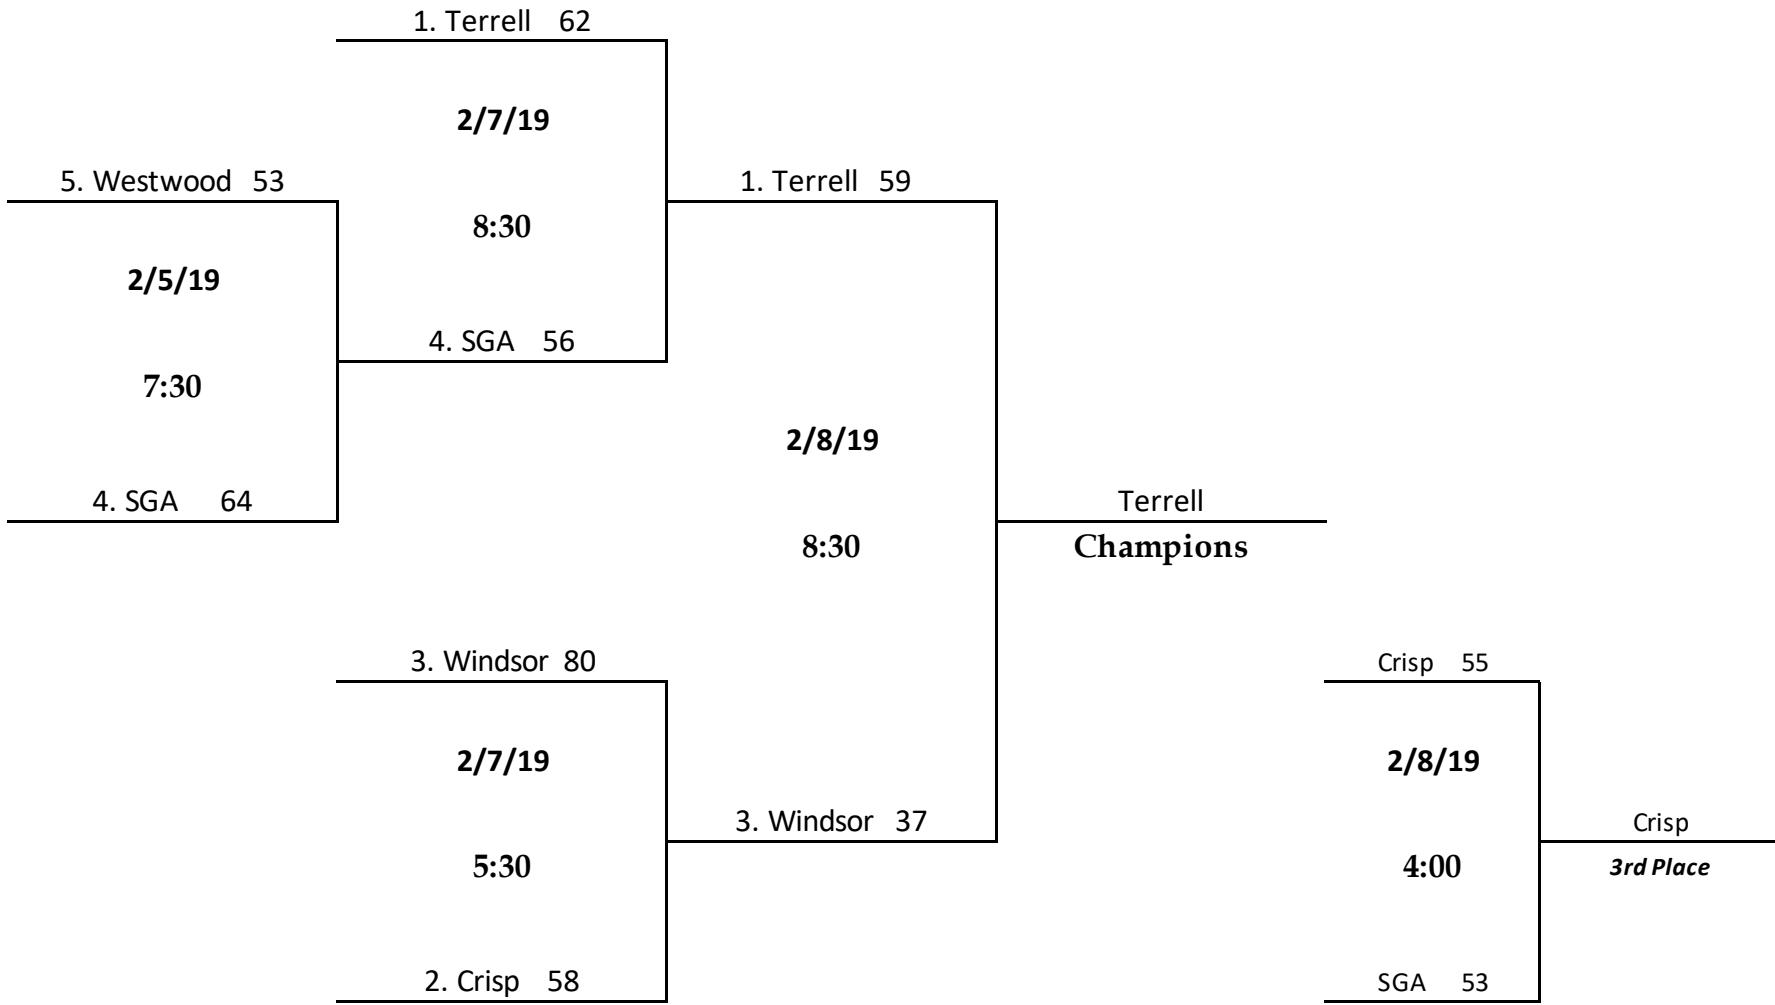 1. Terrell 62
2/7/19
5. Westwood 53
1. Terrell 59
8:30
2/5/19
4. SGA 56
7:30
2/8/19
4. SGA 64
Terrell
8:30
Champions
3. Windsor 80
Crisp 55
2/7/19
2/8/19
3. Windsor 37
Crisp
5:30
4:00
3rd Place
2. Crisp 58
SGA 53